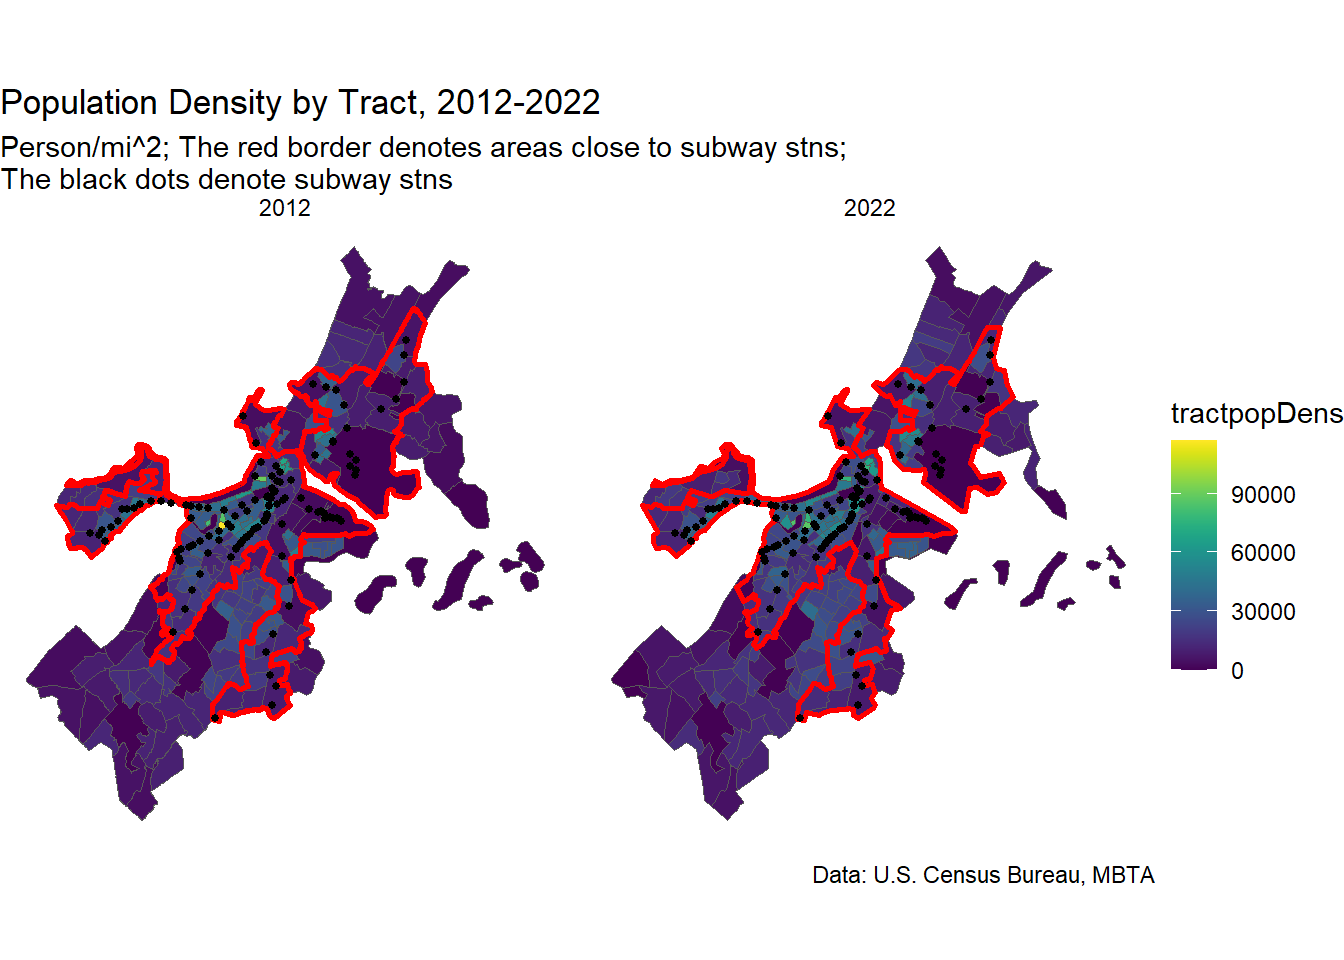 Population Density by Tract, 2012-2022
Person/mi^2; The red border denotes areas close to subway stns;
The black dots denote subway stns
2012
2022
tractpopDens
90000
60000
30000
0
Data: U.S. Census Bureau, MBTA